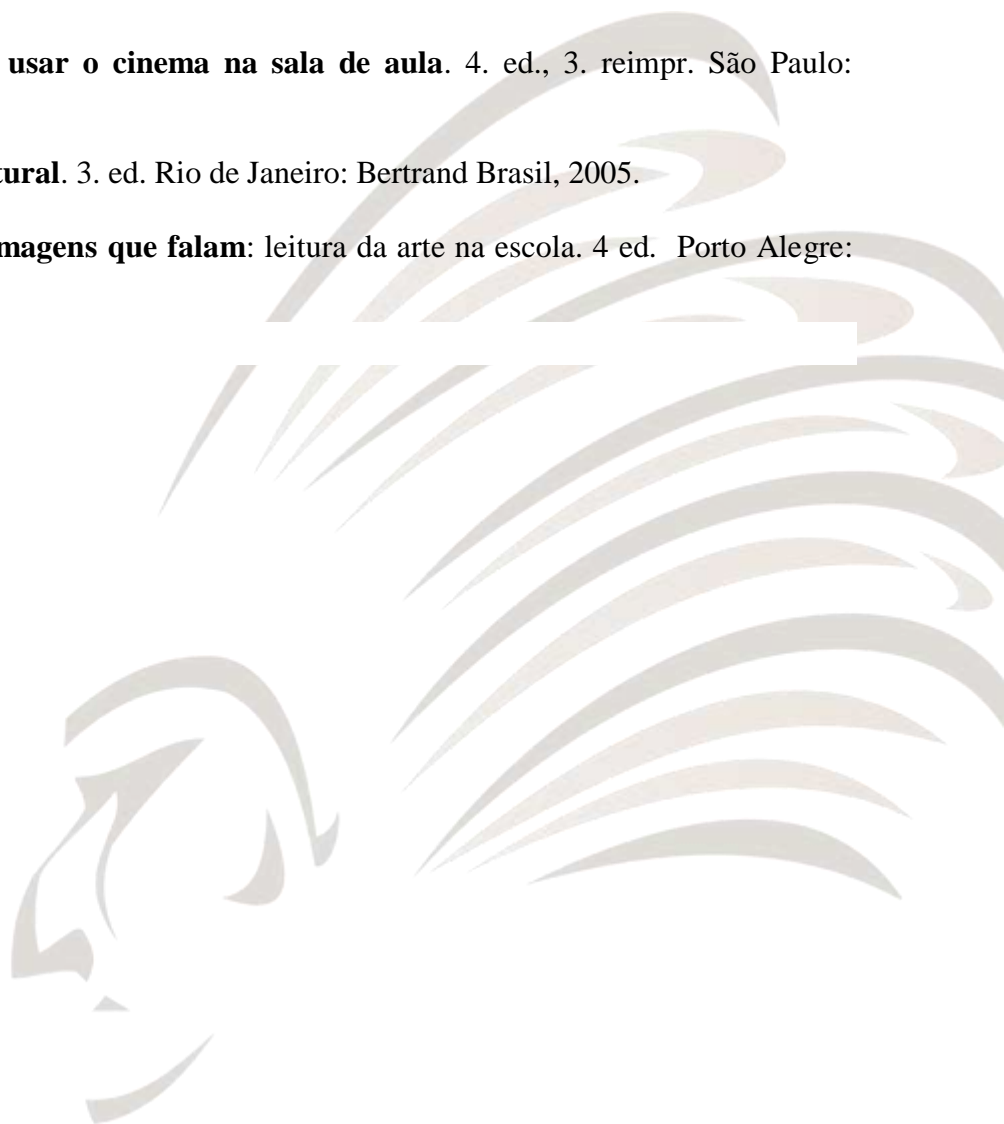 usar o cinema na sala de aula. 4. ed., 3. reimpr. São Paulo:
tural. 3. ed. Rio de Janeiro: Bertrand Brasil, 2005.
magens que falam: leitura da arte na escola. 4 ed. Porto Alegre: